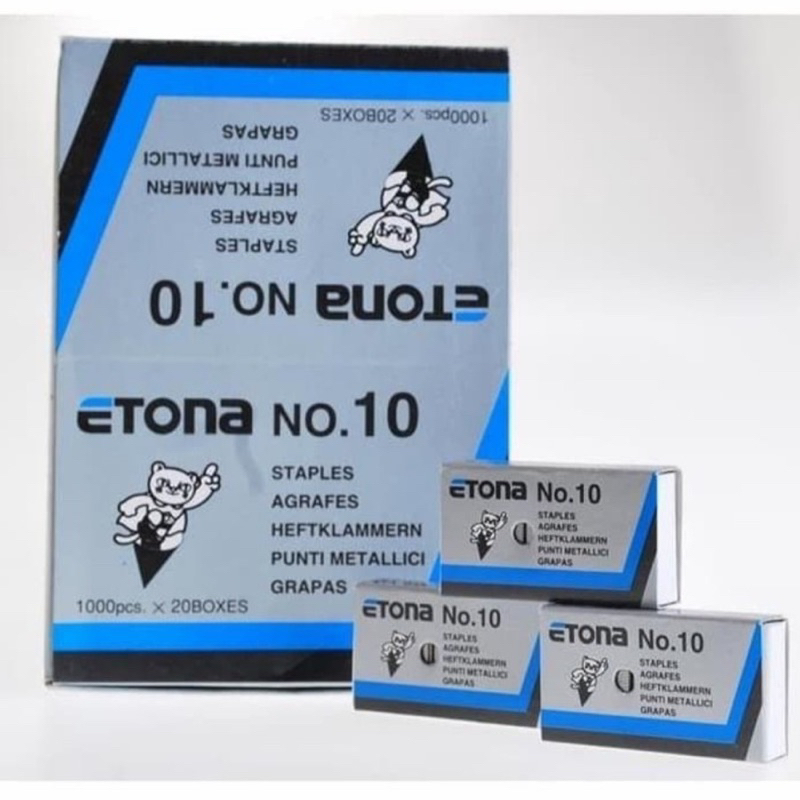 1000pcs. × 20BOXES
GRAPAS
PUNTI METALLICI
HEFTKLAMMERN
AGRAFES
STAPLES
ETONA NO.10
ETONA NO.10
STAPLES
AGRAFES
HEFTKLAMMERN
PUNTI METALLICI
GRAPAS
1000pcs. × 20BOXES
ETONA No.10
STAPLES
AGRAFES
HEFTKLAMMERN
PUNTI METALLICI
GRAPAS
ETONA No.10
STAPLES
AGRAFES
HEFTKLAMMERN
PUNTI METALLICI
GRAPAS
ETONA No.10
STAPLES
AGRAFES
HEFTKLAMMERN
PUNTI METALLICI
GRAPAS